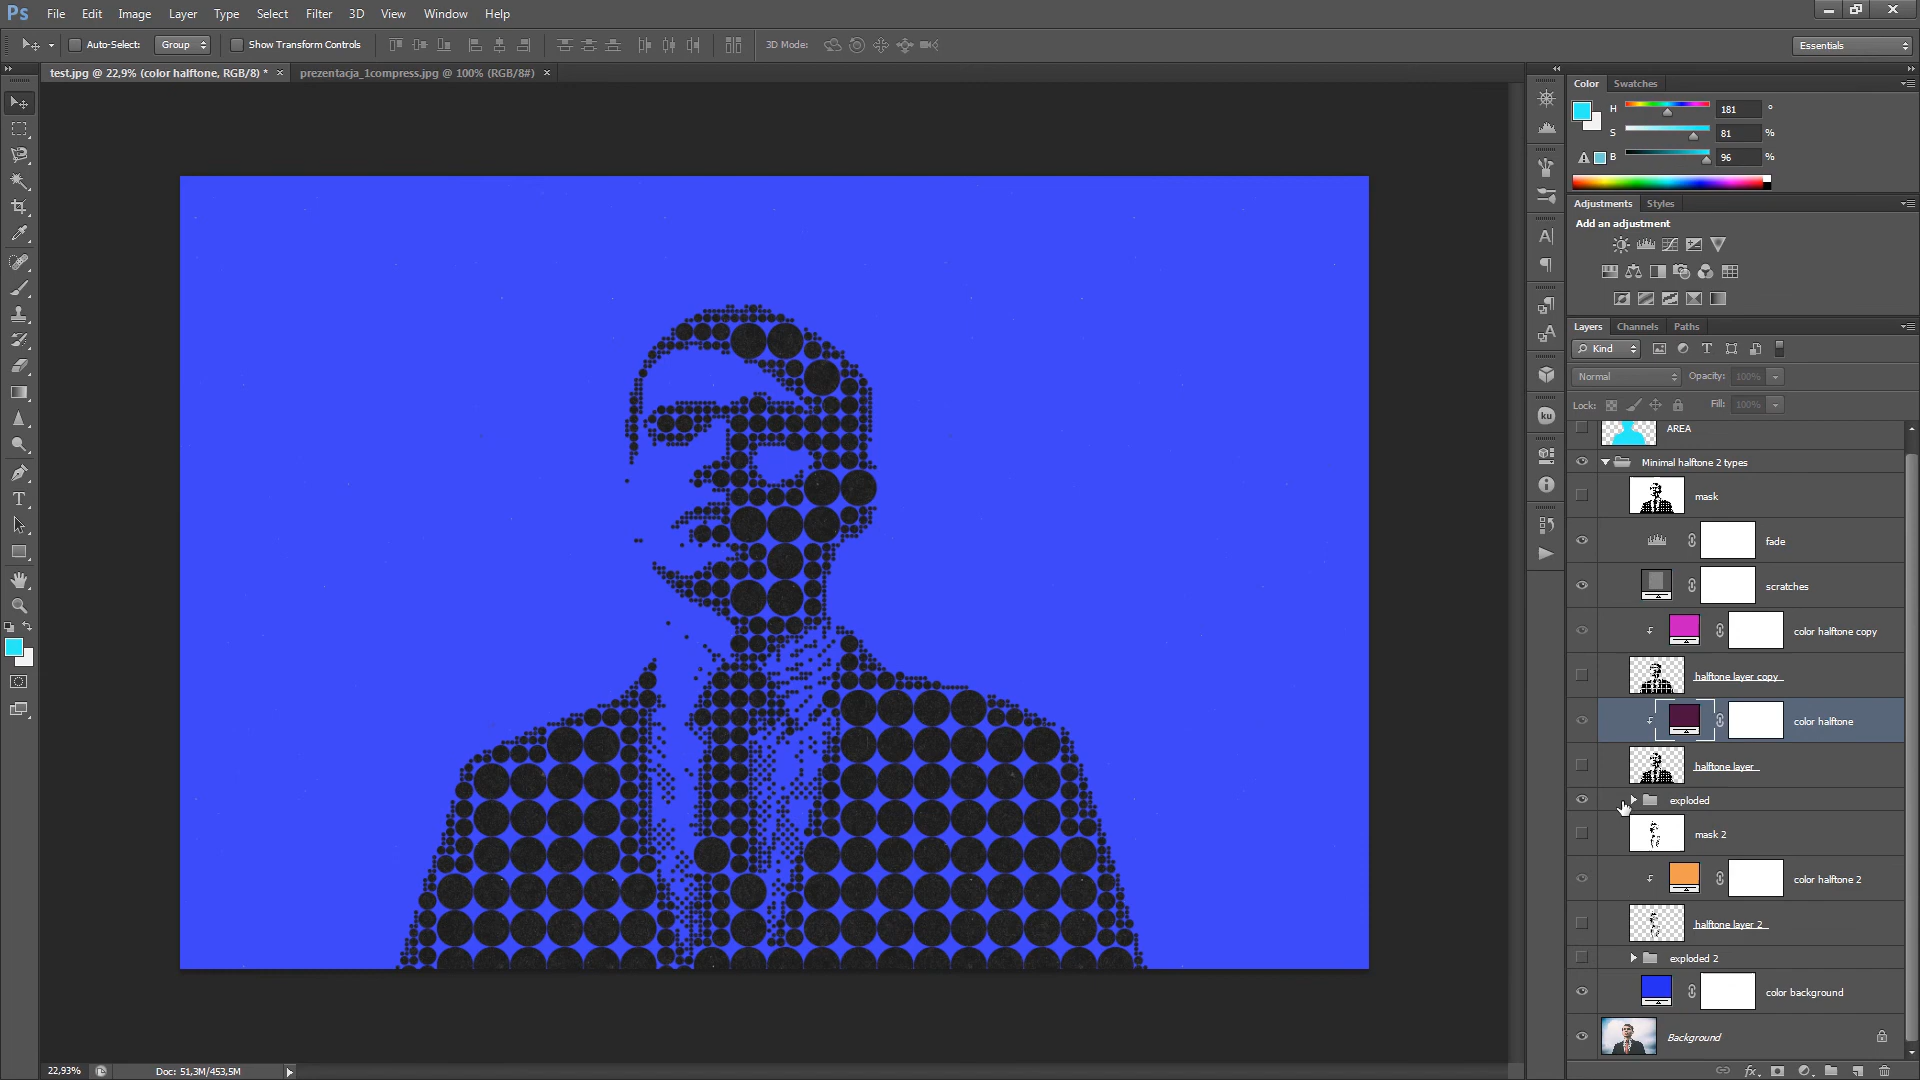 Ps File Edit Image Layer Type Select Filter 3D View Window Help
Auto-Select: Group Show Transform Controls 3D Mode: Essentials
test.jpg @ 22,9% (color halftone, RGB/8) * × prezentacja_1compress.jpg @ 100% (RGB/8#) ×
Color Swatches
H 181 °
S 81 %
B 96 %
Adjustments Styles
Add an adjustment
Layers Channels Paths
Kind
Normal Opacity: 100%
Lock: Fill: 100%
ku
AREA
Minimal halftone 2 types
mask
fade
scratches
color halftone copy
halftone layer copy
color halftone
halftone layer
exploded
mask 2
color halftone 2
halftone layer 2
exploded 2
color background
Background
22,93% Doc: 51,3M/453,5M